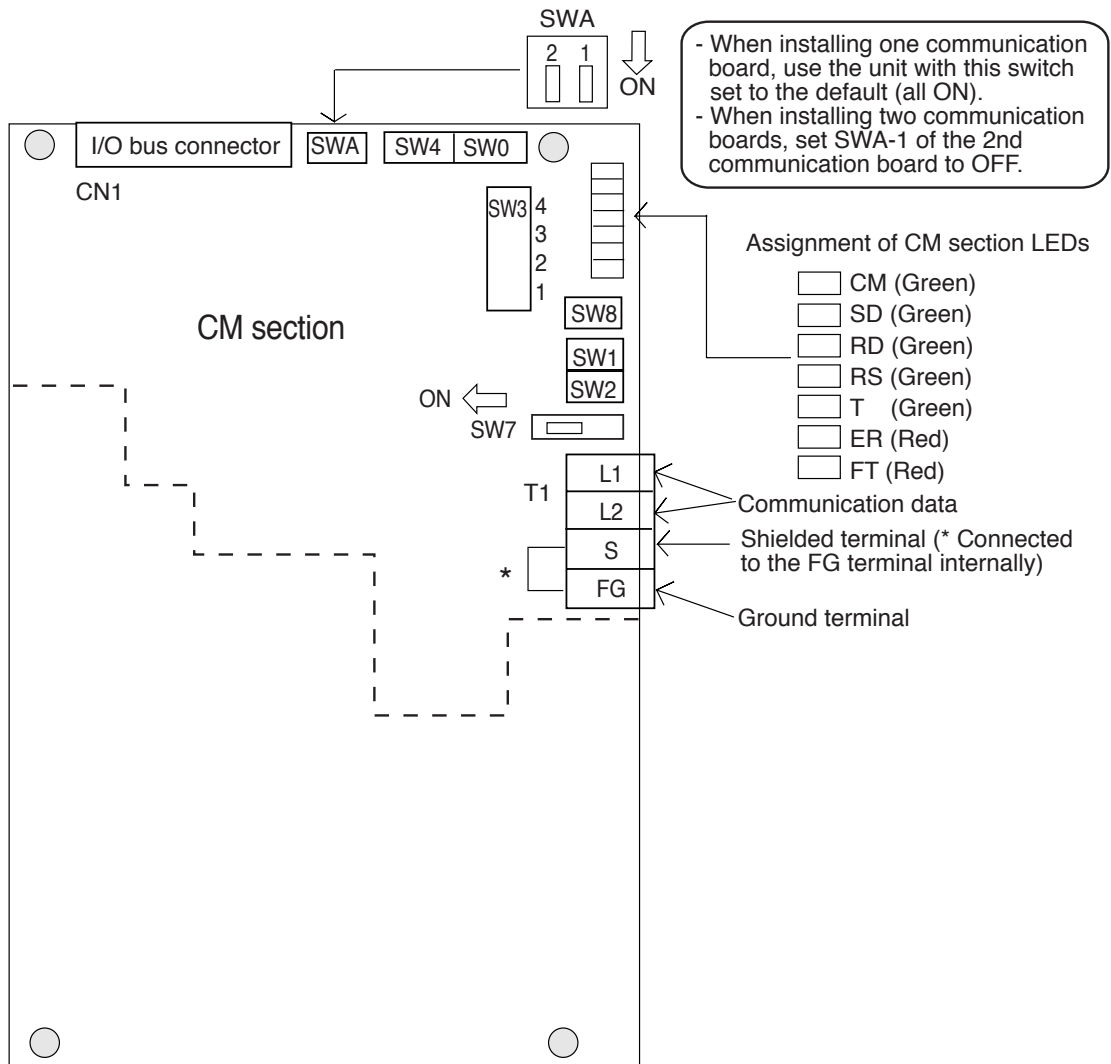 SWA
2 1
ON
- When installing one communication
board, use the unit with this switch
set to the default (all ON).
- When installing two communication
boards, set SWA-1 of the 2nd
communication board to OFF.
I/O bus connector
SWA
SW4
SW0
CN1
SW3
4
3
2
1
Assignment of CM section LEDs
CM (Green)
SD (Green)
RD (Green)
RS (Green)
T (Green)
ER (Red)
FT (Red)
CM section
SW8
SW1
SW2
ON
SW7
T1
L1
L2
S
FG
*
Communication data
Shielded terminal (* Connected
to the FG terminal internally)
Ground terminal